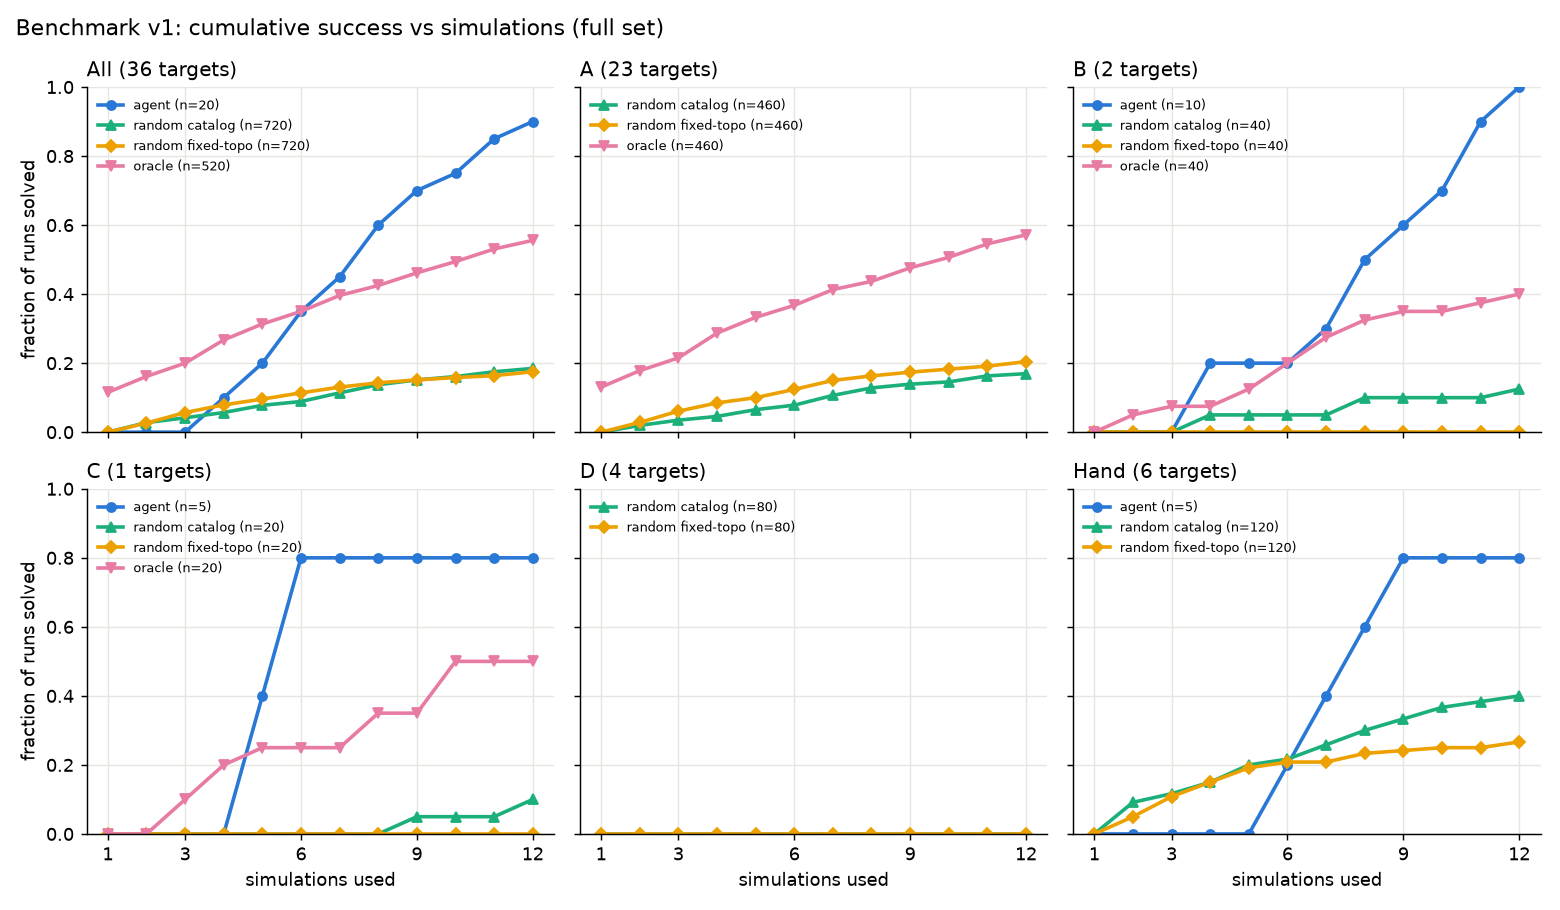 Benchmark v1: cumulative success vs simulations (full set)
All (36 targets)
fraction of runs solved
1.0
0.8
0.6
0.4
0.2
0.0
agent (n=20)
random catalog (n=720)
random fixed-topo (n=720)
oracle (n=520)
A (23 targets)
random catalog (n=460)
random fixed-topo (n=460)
oracle (n=460)
B (2 targets)
agent (n=10)
random catalog (n=40)
random fixed-topo (n=40)
oracle (n=40)
C (1 targets)
fraction of runs solved
1.0
0.8
0.6
0.4
0.2
0.0
agent (n=5)
random catalog (n=20)
random fixed-topo (n=20)
oracle (n=20)
1 3 6 9 12
simulations used
D (4 targets)
random catalog (n=80)
random fixed-topo (n=80)
1 3 6 9 12
simulations used
Hand (6 targets)
agent (n=5)
random catalog (n=120)
random fixed-topo (n=120)
1 3 6 9 12
simulations used